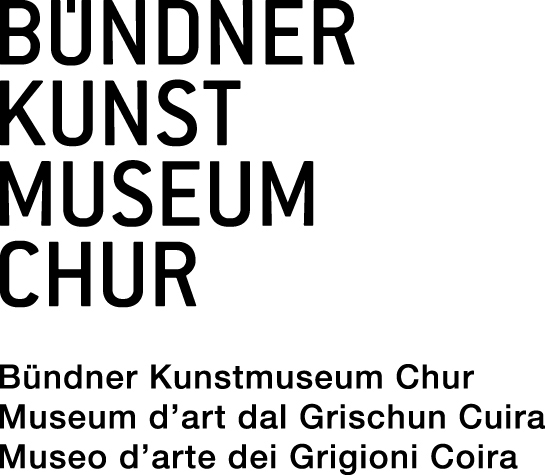 BÜNDNER
KUNST
MUSEUM
CHUR
Bündner Kunstmuseum Chur
Museum d’art dal Grischun Cuira
Museo d’arte dei Grigioni Coira